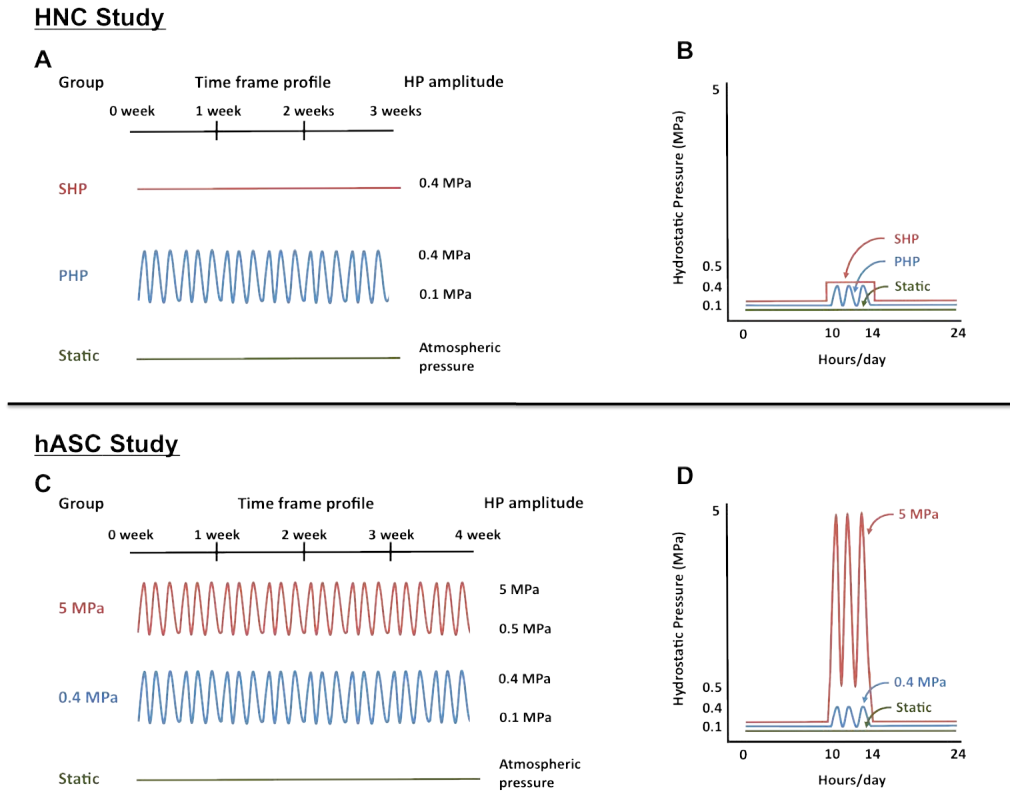 HNC Study
A
Group Time frame profile HP amplitude
0 week 1 week 2 weeks 3 weeks
SHP 0.4 MPa
PHP 0.4 MPa
0.1 MPa
Static Atmospheric
pressure
B
Hydrostatic Pressure (MPa)
5
0.5
0.4
0.1
SHP
PHP
Static
0 10 14 24
Hours/day
hASC Study
C
Group Time frame profile HP amplitude
0 week 1 week 2 weeks 3 weeks 4 week
5 MPa 5 MPa
0.5 MPa
0.4 MPa 0.4 MPa
0.1 MPa
Static Atmospheric
pressure
D
Hydrostatic Pressure (MPa)
5
0.5
0.4
0.1
5 MPa
0.4 MPa
Static
0 10 14 24
Hours/day